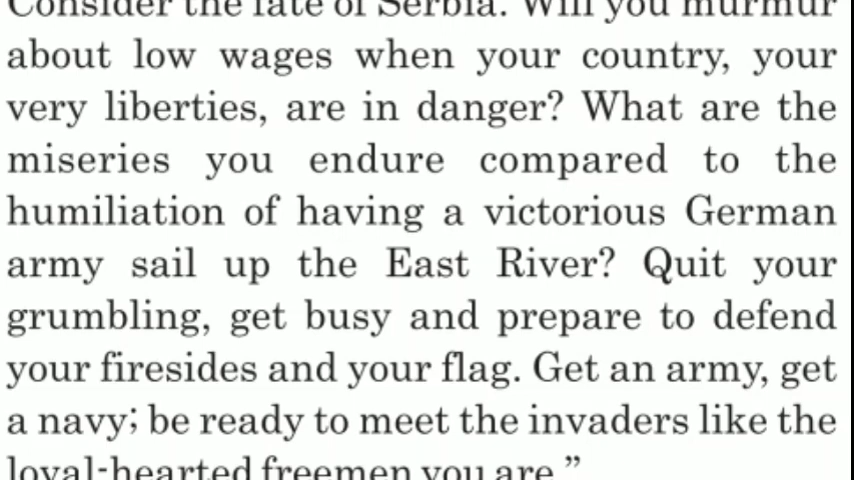 Consider the fate of Serbia. Will you murmur
about low wages when your country, your
very liberties, are in danger? What are the
miseries you endure compared to the
humiliation of having a victorious German
army sail up the East River? Quit your
grumbling, get busy and prepare to defend
your firesides and your flag. Get an army, get
a navy; be ready to meet the invaders like the
loyal-hearted freemen you are.”